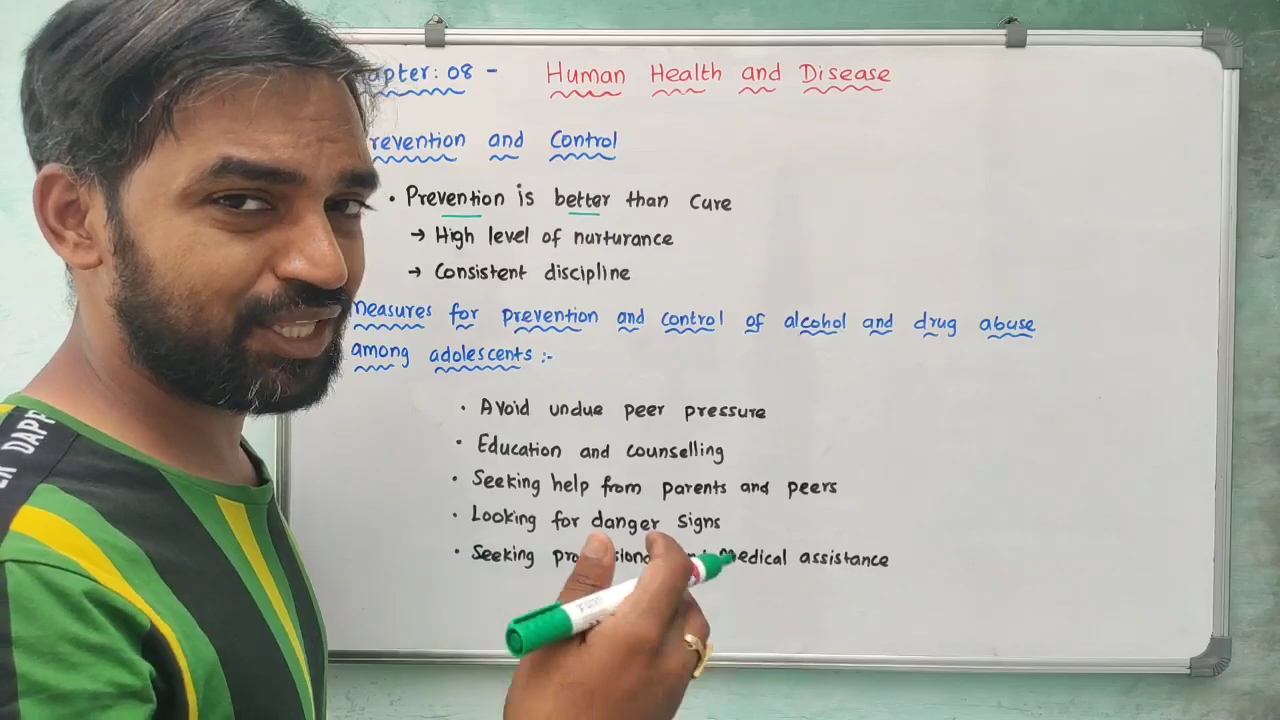 apter: 08 - Human Health and Disease
revention and Control
• Prevention is better than cure
→ High level of nurturance
→ Consistent discipline
Measures for prevention and control of alcohol and drug abuse
among adolescents :-
• Avoid undue peer pressure
• Education and counselling
• Seeking help from parents and peers
• Looking for danger signs
• Seeking medical assistance